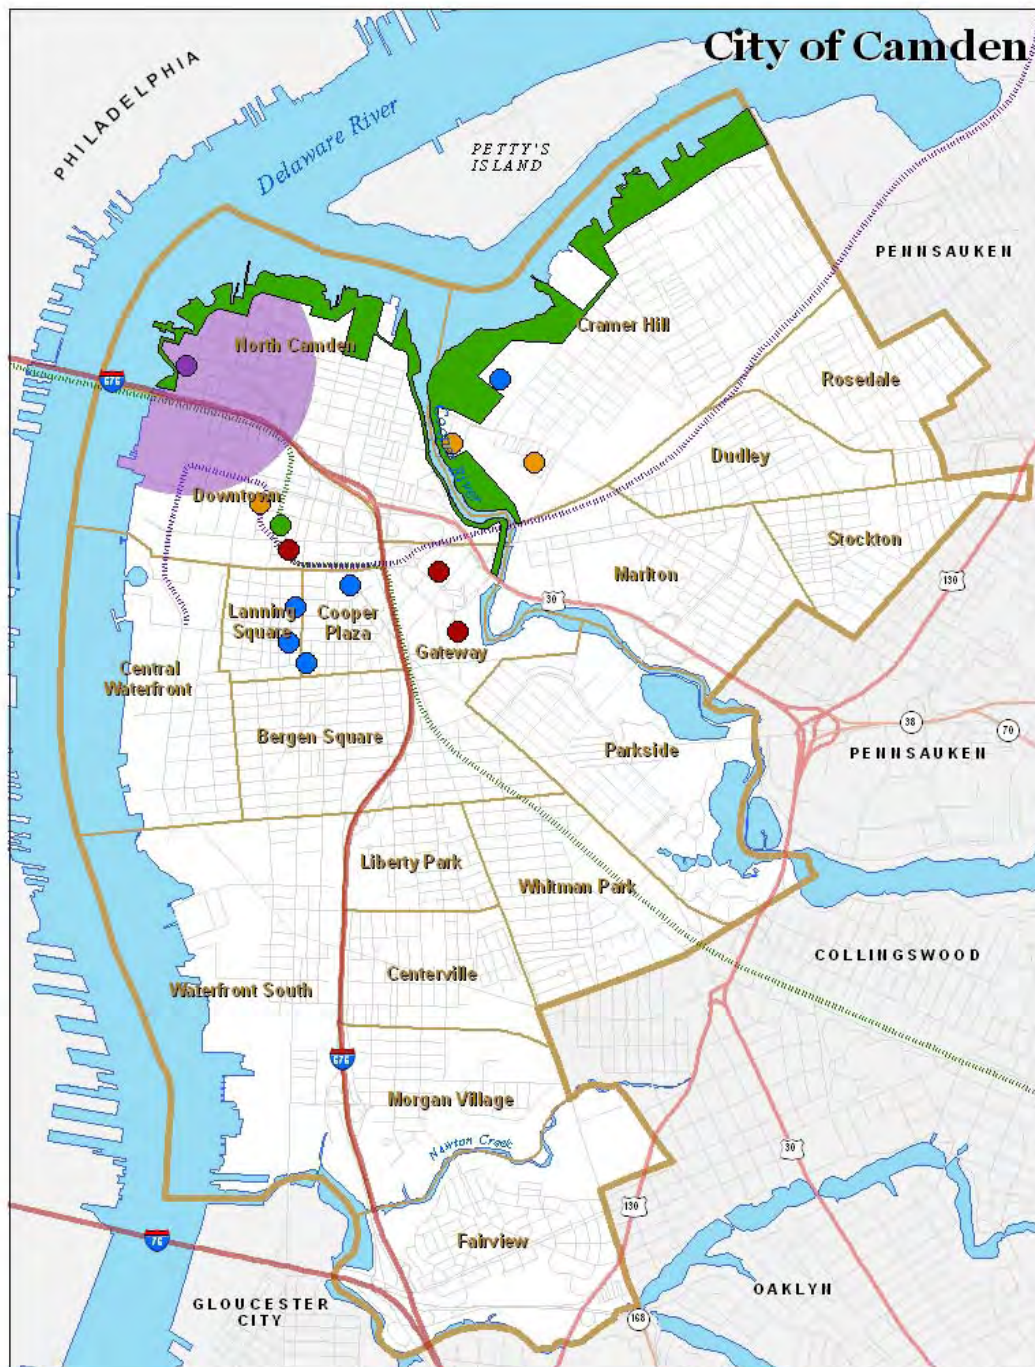 City of Camden
PHILADELPHIA
Delaware River
PETTY'S
ISLAND
PENNSAUKEN
Cramer Hill
North Camden
Rosedale
676
Dudley
River
Downtown
Stockton
Marlton
130
30
Lanning
Square
Cooper
Plaza
Gateway
Central
Waterfront
38
70
Bergen Square
Parkside
PENNSAUKEN
Liberty Park
Whitman Park
COLLINGSWOOD
Centerville
Waterfront South
676
Morgan Village
Newton Creek
30
130
76
Fairview
OAKLYN
GLOUCESTER
CITY
168